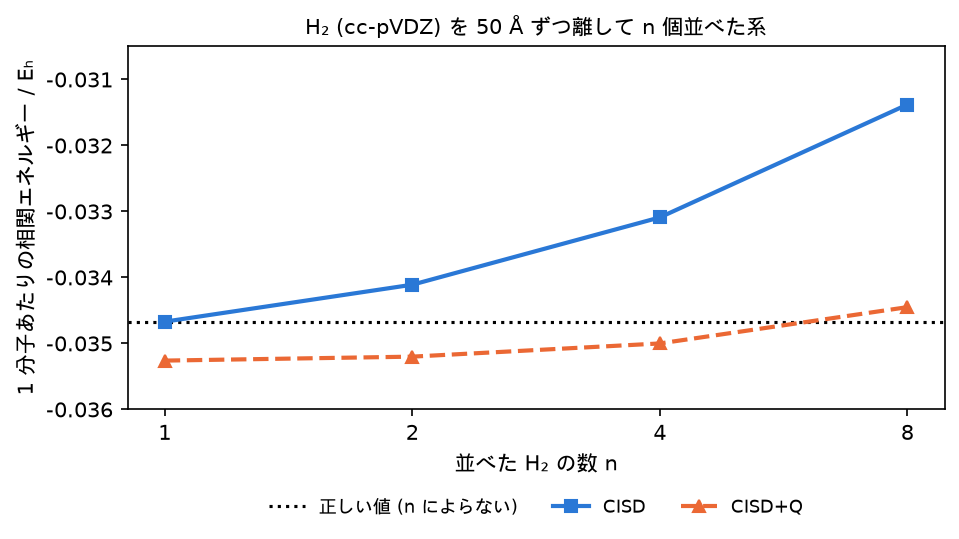 H₂ (cc-pVDZ) を 50 Å ずつ離して n 個並べた系
1 分子あたりの相関エネルギー / Eₕ
-0.031
-0.032
-0.033
-0.034
-0.035
-0.036
1 2 4 8
並べた H₂ の数 n
正しい値 (n によらない) CISD CISD+Q